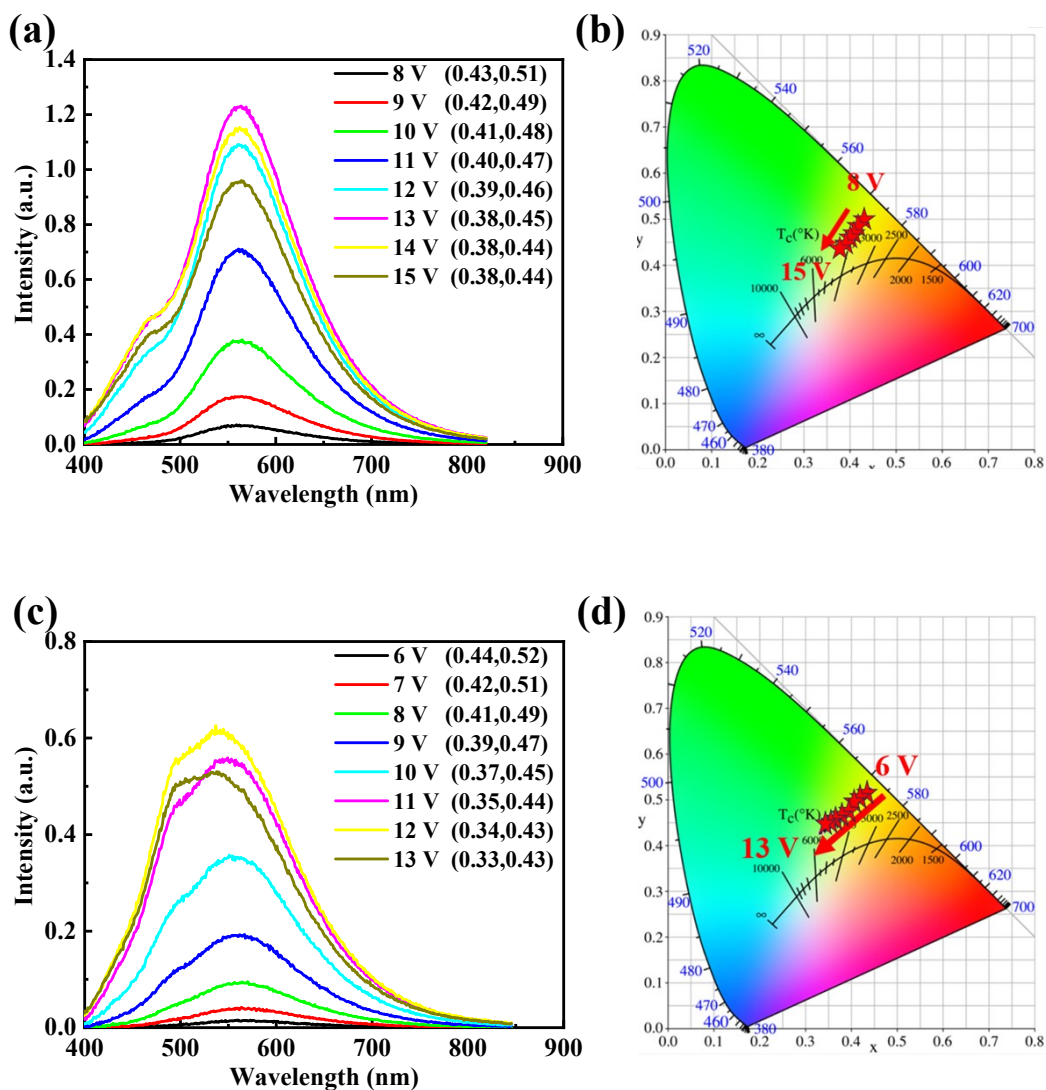 (a)
1.4
1.2
1.0
0.8
0.6
0.4
0.2
0.0
Intensity (a.u.)
400 500 600 700 800 900
Wavelength (nm)
8 V (0.43,0.51)
9 V (0.42,0.49)
10 V (0.41,0.48)
11 V (0.40,0.47)
12 V (0.39,0.46)
13 V (0.38,0.45)
14 V (0.38,0.44)
15 V (0.38,0.44)
(b)
0.9
0.8
0.7
0.6
0.5
y
0.4
0.3
0.2
0.1
0.0
0.0 0.1 0.2 0.3 0.4 0.5 0.6 0.7 0.8
x
520
540
560
500
580
600
620
700
490
480
470
460
380
8 V
15 V
Tc(°K)
∞
10000
6000
3000
2500
2000
1500
(c)
0.8
0.6
0.4
0.2
0.0
Intensity (a.u.)
400 500 600 700 800 900
Wavelength (nm)
6 V (0.44,0.52)
7 V (0.42,0.51)
8 V (0.41,0.49)
9 V (0.39,0.47)
10 V (0.37,0.45)
11 V (0.35,0.44)
12 V (0.34,0.43)
13 V (0.33,0.43)
(d)
0.9
0.8
0.7
0.6
0.5
y
0.4
0.3
0.2
0.1
0.0
0.0 0.1 0.2 0.3 0.4 0.5 0.6 0.7 0.8
x
520
540
560
500
580
600
620
700
490
480
470
460
380
6 V
13 V
Tc(°K)
∞
10000
6000
3000
2500
2000
1500